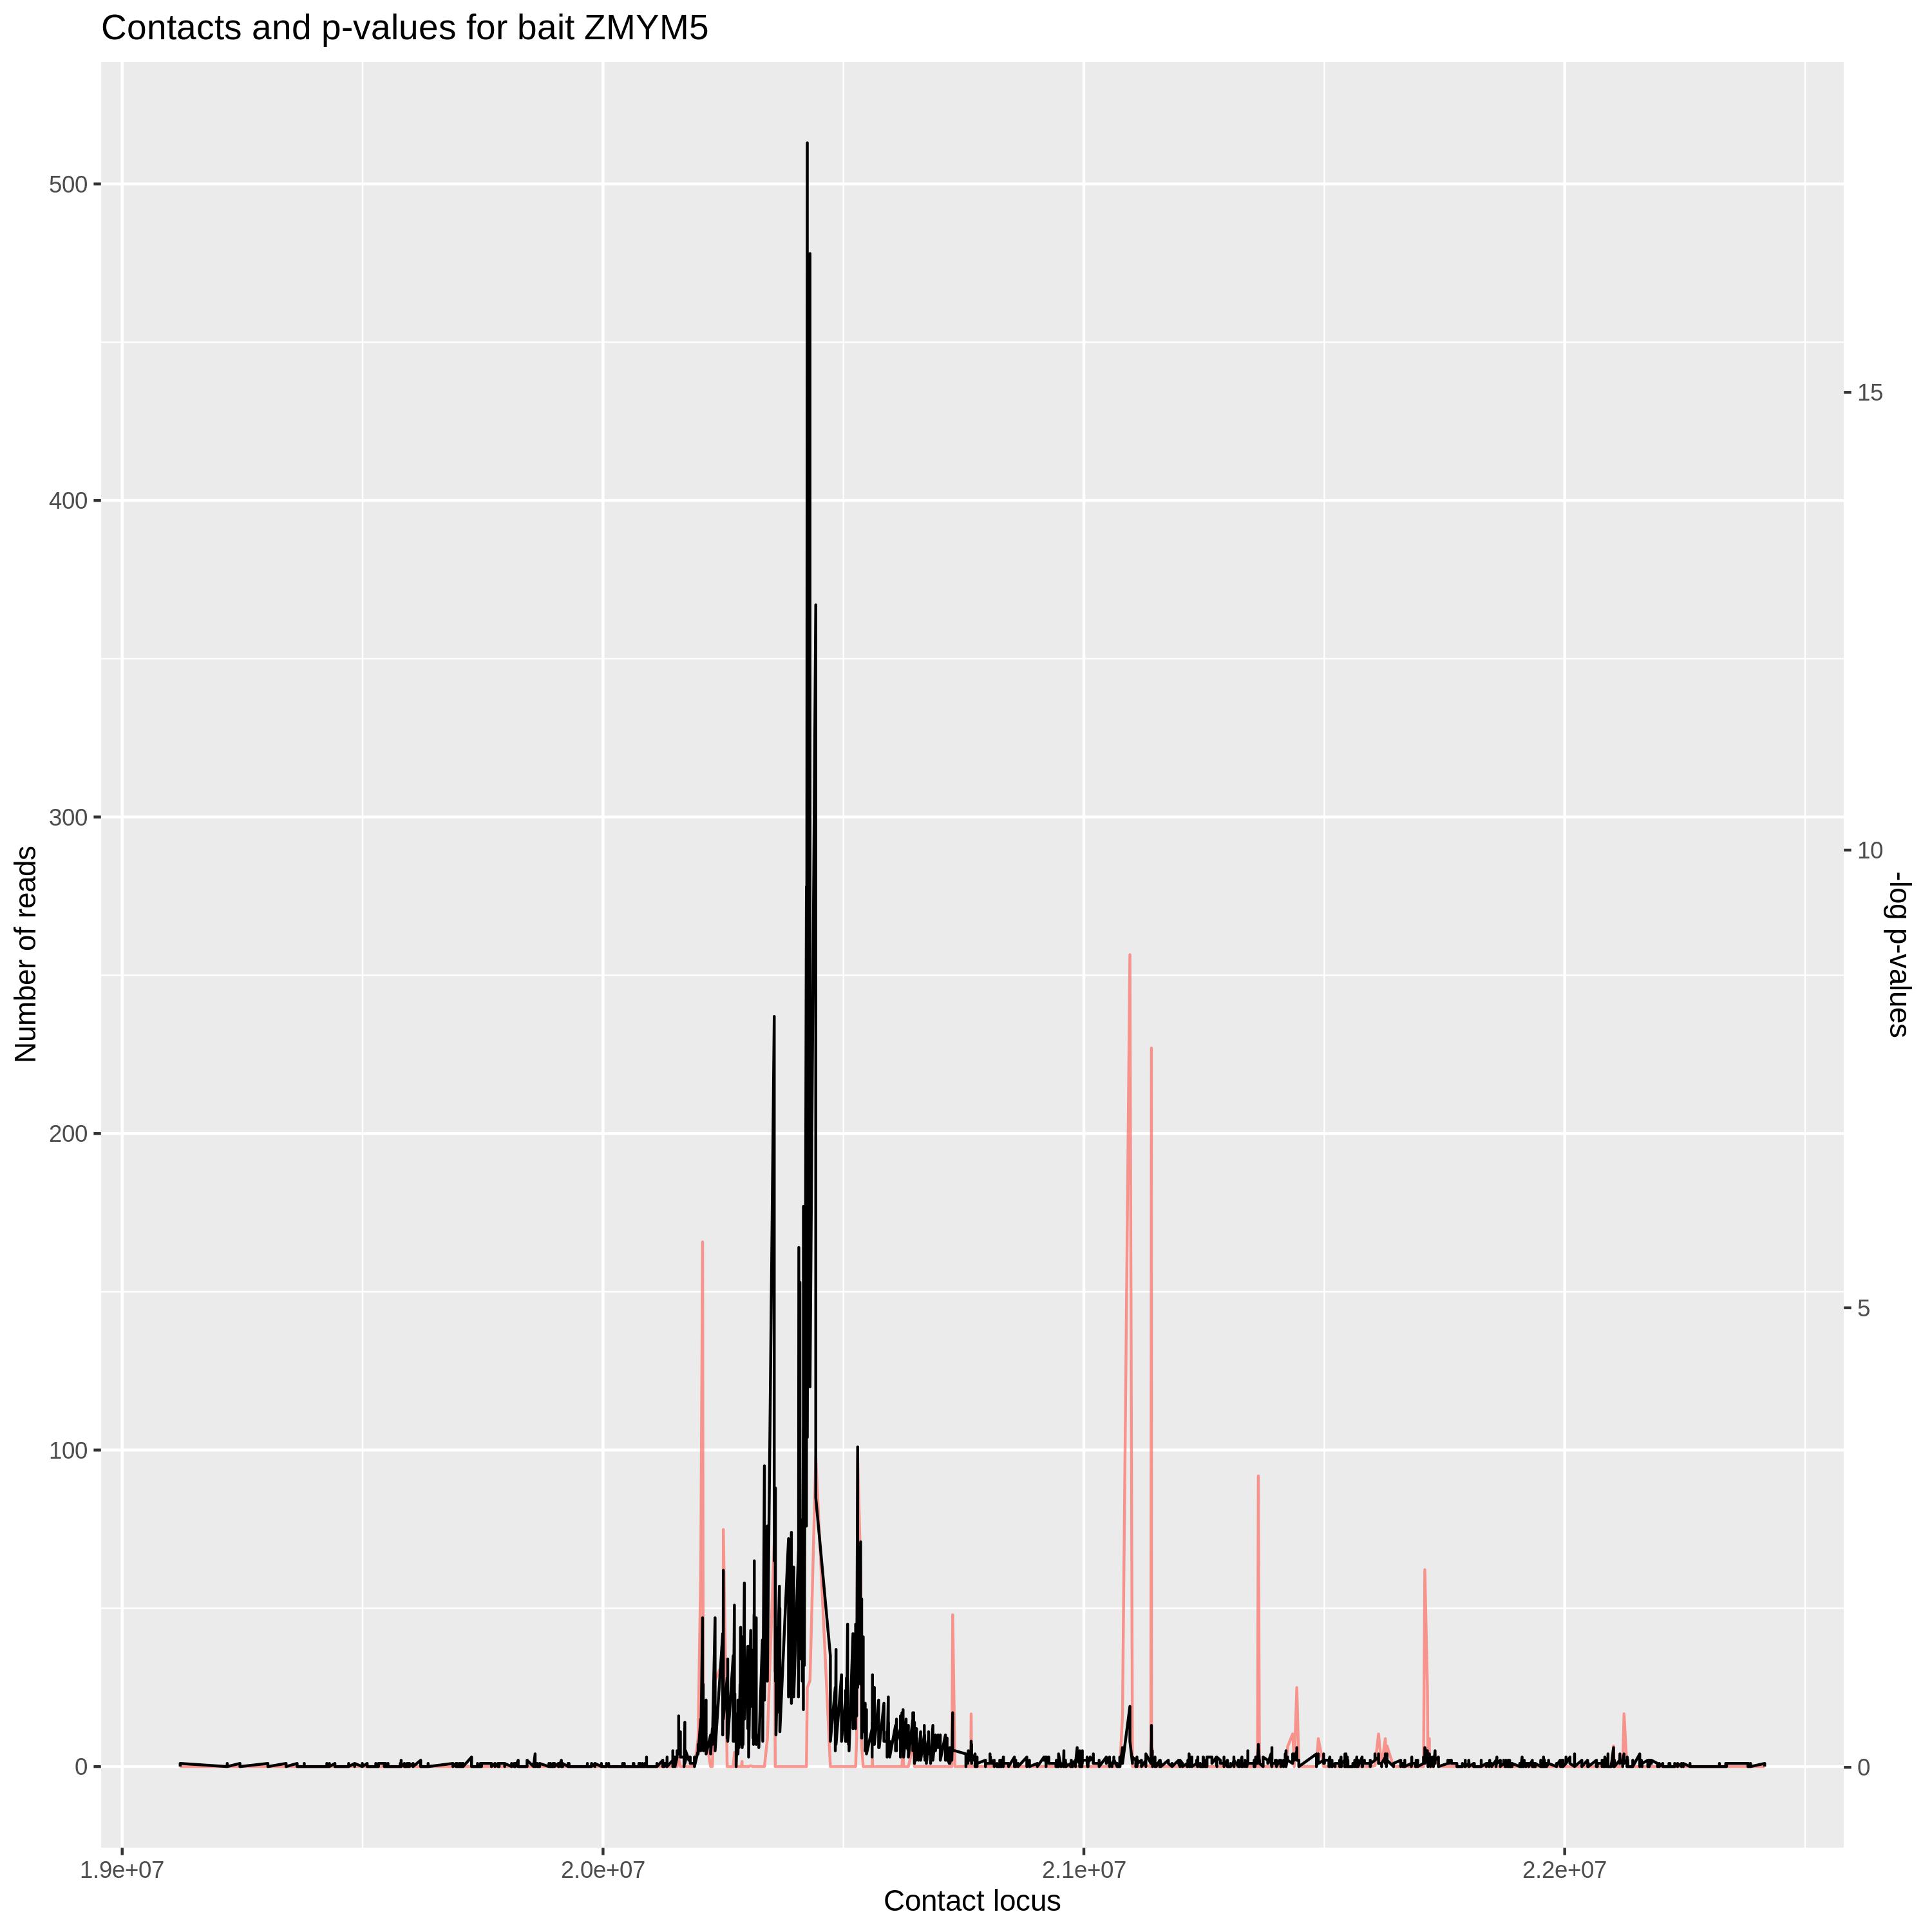 Contacts and p-values for bait ZMYM5
500
400
300
200
100
0
Number of reads
15
10
5
0
-log p-values
1.9e+07 2.0e+07 2.1e+07 2.2e+07
Contact locus